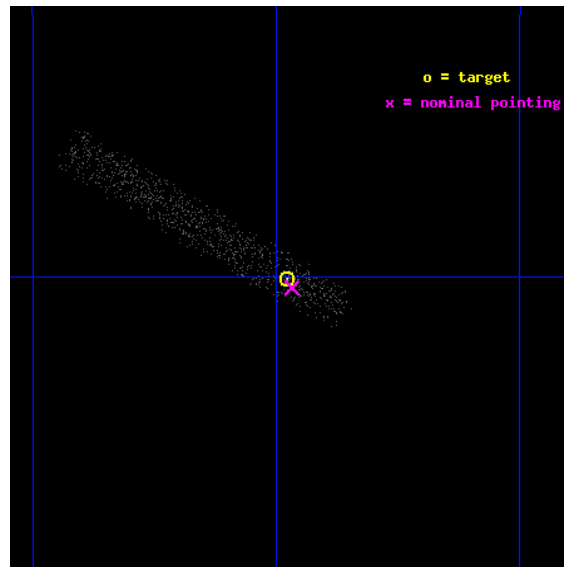 o = target
x = nominal pointing